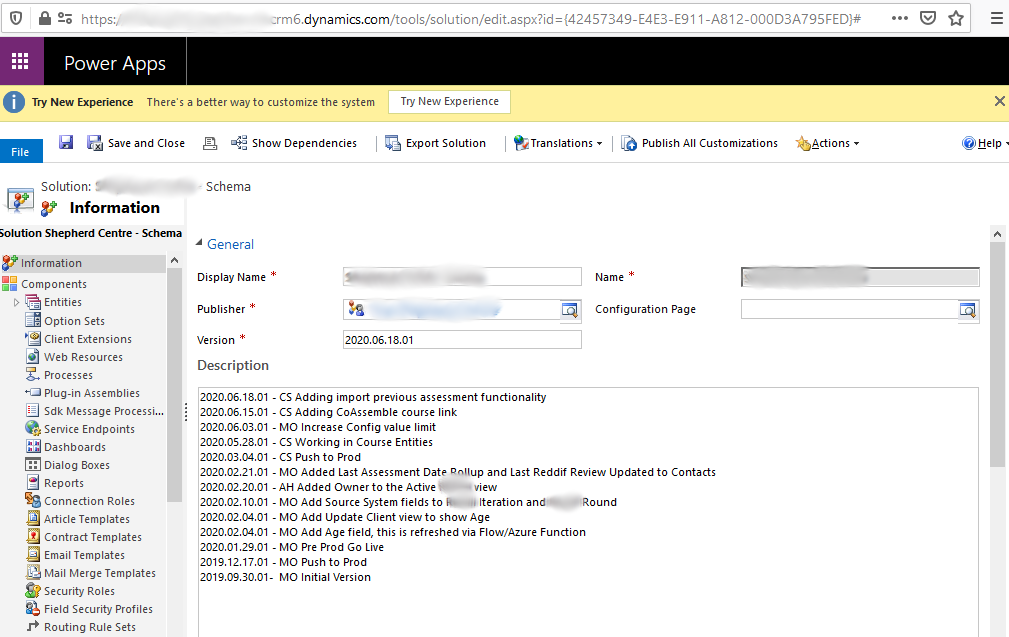 https:/ crm6.dynamics.com/tools/solution/edit.aspx?id={42457349-E4E3-E911-A812-000D3A795FED}#
Power Apps
Try New Experience There's a better way to customize the system Try New Experience
File Save and Close Show Dependencies Export Solution Translations Publish All Customizations Actions Help
Solution: - Schema
Information
Solution Shepherd Centre - Schema
Information
Components
Entities
Option Sets
Client Extensions
Web Resources
Processes
Plug-in Assemblies
Sdk Message Processi...
Service Endpoints
Dashboards
Dialog Boxes
Reports
Connection Roles
Article Templates
Contract Templates
Email Templates
Mail Merge Templates
Security Roles
Field Security Profiles
Routing Rule Sets
General
Display Name * Name *
Publisher * Configuration Page
Version * 2020.06.18.01
Description
2020.06.18.01 - CS Adding import previous assessment functionality
2020.06.15.01 - CS Adding CoAssemble course link
2020.06.03.01 - MO Increase Config value limit
2020.05.28.01 - CS Working in Course Entities
2020.03.04.01 - CS Push to Prod
2020.02.21.01 - MO Added Last Assessment Date Rollup and Last Reddif Review Updated to Contacts
2020.02.20.01 - AH Added Owner to the Active view
2020.02.10.01 - MO Add Source System fields to Iteration and Round
2020.02.04.01 - MO Add Update Client view to show Age
2020.02.04.01 - MO Add Age field, this is refreshed via Flow/Azure Function
2020.01.29.01 - MO Pre Prod Go Live
2019.12.17.01 - MO Push to Prod
2019.09.30.01-  MO Initial Version